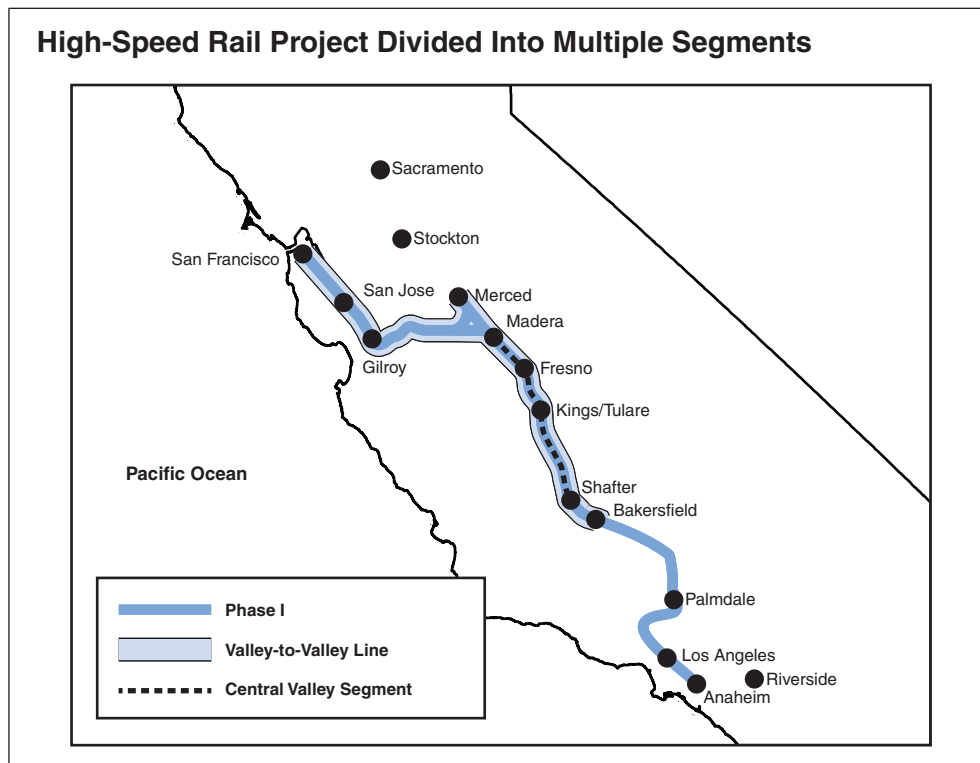 High-Speed Rail Project Divided Into Multiple Segments
Sacramento
Stockton
San Francisco
San Jose
Merced
Madera
Gilroy
Fresno
Kings/Tulare
Pacific Ocean
Shafter
Bakersfield
Phase I
Palmdale
Valley-to-Valley Line
Los Angeles
Central Valley Segment
Riverside
Anaheim